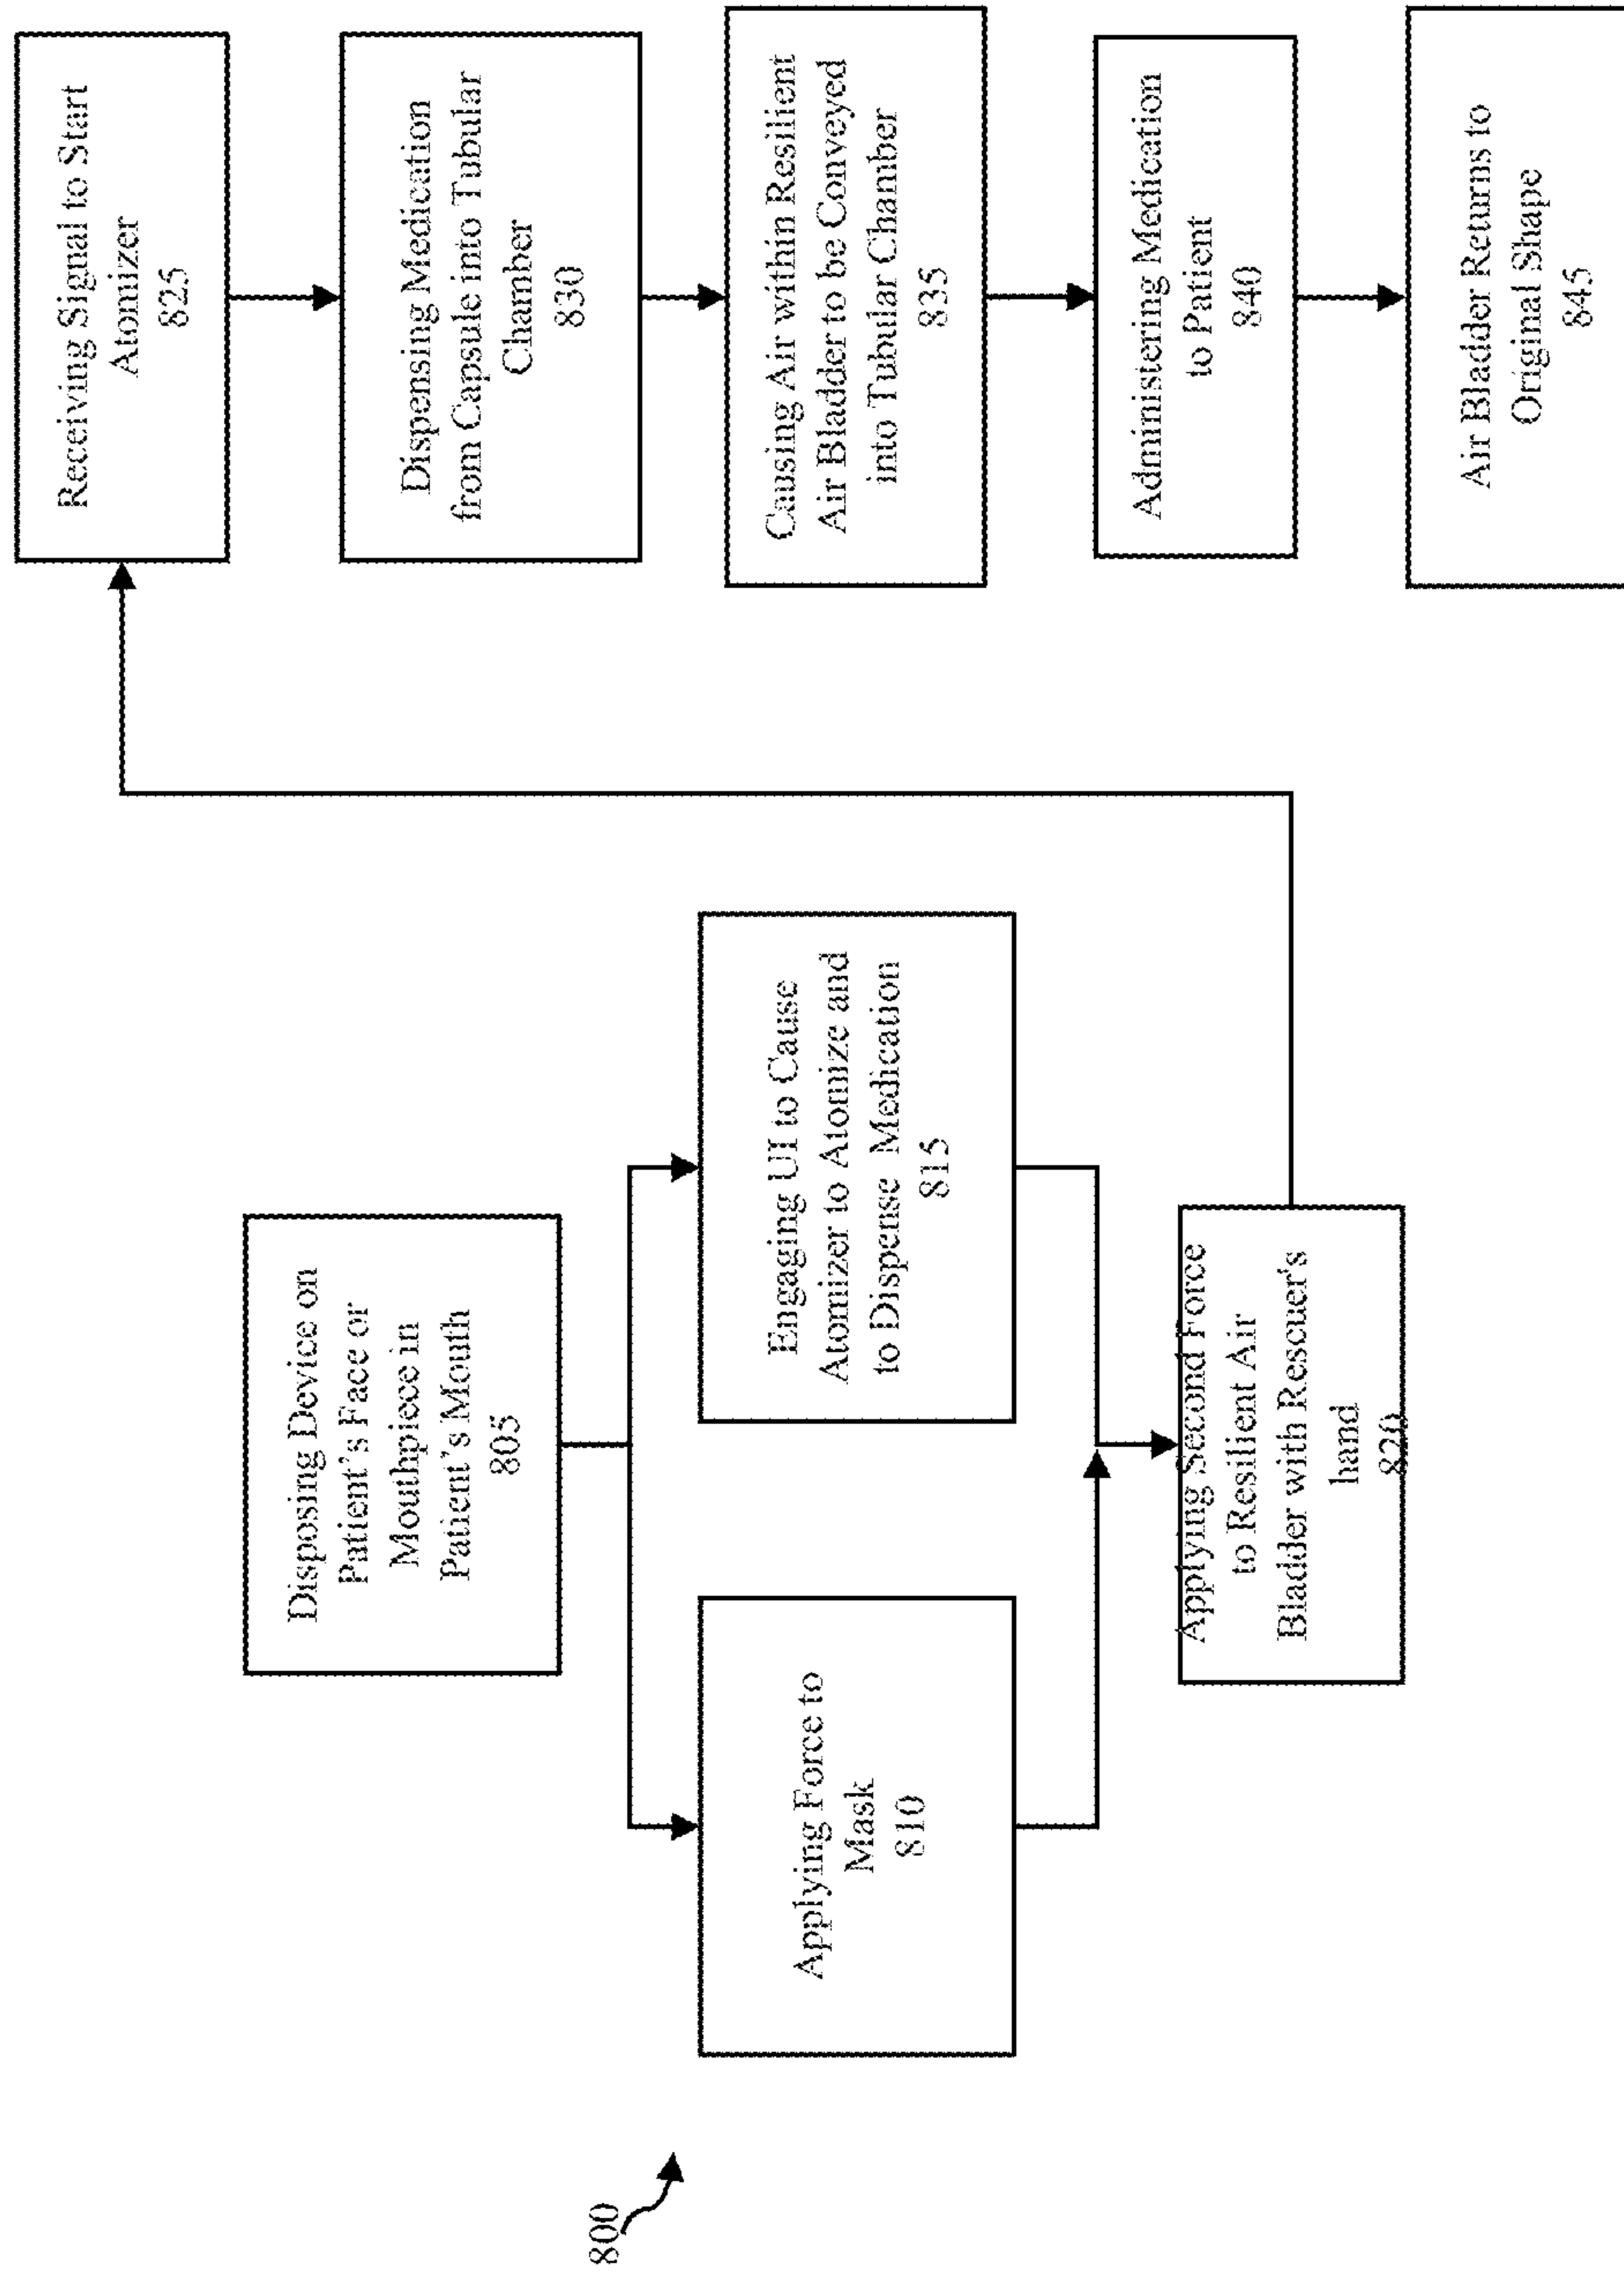 800
Disposing Device on
Patient's Face or
Mouthpiece in
Patient's Mouth
805
Applying Force to
Mask
810
Engaging UI to Cause
Atomizer to Atomize and
to Dispense Medication
815
Applying Second Force
to Resilient Air
Bladder with Rescuer's
hand
820
Receiving Signal to Start
Atomizer
825
Dispensing Medication
from Capsule into Tubular
Chamber
830
Causing Air within Resilient
Air Bladder to be Conveyed
into Tubular Chamber
835
Administering Medication
to Patient
840
Air Bladder Returns to
Original Shape
845